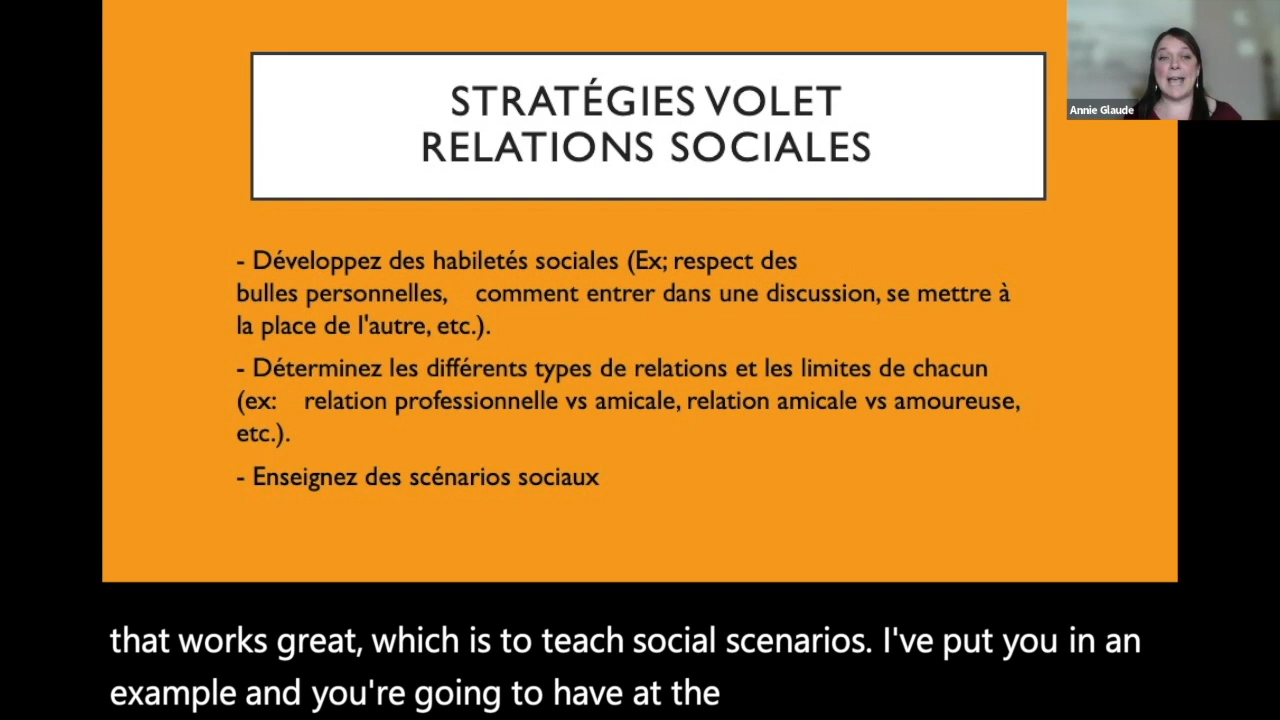 STRATÉGIES VOLET
RELATIONS SOCIALES
Annie Glaude
- Développez des habiletés sociales (Ex; respect des
bulles personnelles, comment entrer dans une discussion, se mettre à
la place de l'autre, etc.).
- Déterminez les différents types de relations et les limites de chacun
(ex: relation professionnelle vs amicale, relation amicale vs amoureuse,
etc.).
- Enseignez des scénarios sociaux
that works great, which is to teach social scenarios. I've put you in an
example and you're going to have at the